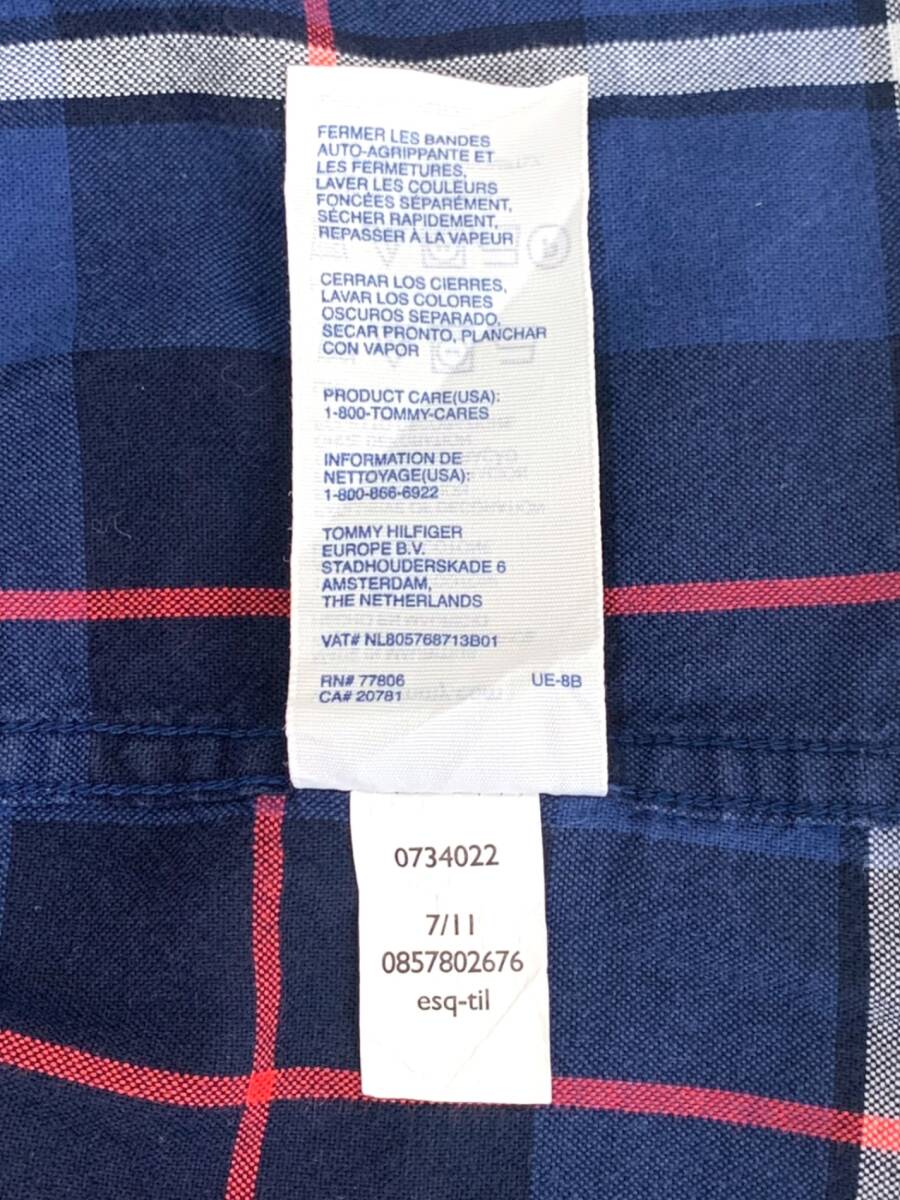 FERMER LES BANDES
AUTO-AGRIPPANTE ET
LES FERMETURES,
LAVER LES COULEURS
FONCÉES SÉPARÉMENT,
SÉCHER RAPIDEMENT,
REPASSER À LA VAPEUR
CERRAR LOS CIERRES,
LAVAR LOS COLORES
OSCUROS SEPARADO,
SECAR PRONTO, PLANCHAR
CON VAPOR
PRODUCT CARE(USA):
1-800-TOMMY-CARES
INFORMATION DE
NETTOYAGE(USA):
1-800-866-6922
TOMMY HILFIGER
EUROPE B.V.
STADHOUDERSKADE 6
AMSTERDAM,
THE NETHERLANDS
VAT# NL805768713B01
RN# 77806 UE-8B
CA# 20781
0734022
7/11
0857802676
esq-til